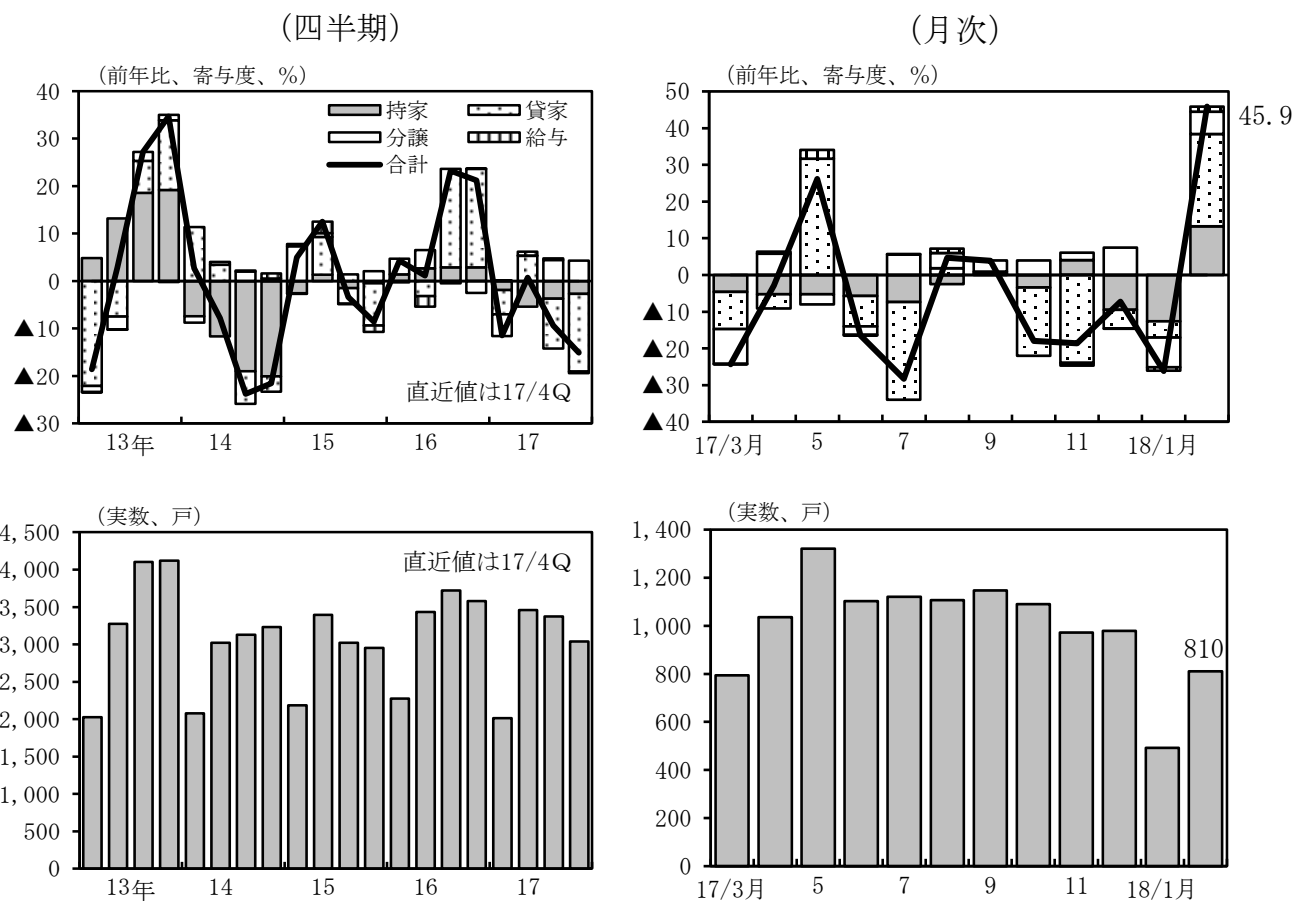 (四半期)
(月次)
(前年比、寄与度、%)
40
30
20
10
0
▲10
▲20
▲30
持家
貸家
分譲
給与
合計
直近値は17/4Q
13年 14 15 16 17
(前年比、寄与度、%)
50
40
30
20
10
0
▲10
▲20
▲30
▲40
45.9
17/3月 5 7 9 11 18/1月
(実数、戸)
4,500
4,000
3,500
3,000
2,500
2,000
1,500
1,000
500
0
直近値は17/4Q
13年 14 15 16 17
(実数、戸)
1,400
1,200
1,000
800
600
400
200
0
810
17/3月 5 7 9 11 18/1月